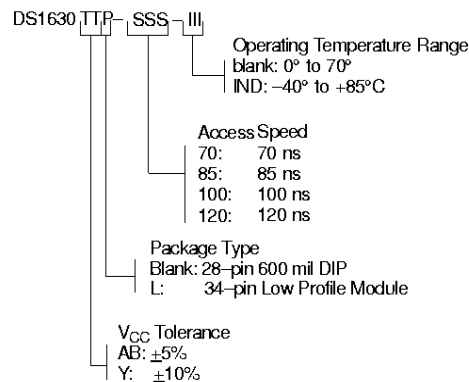 DS1630TTP– SSS – III
Operating Temperature Range
blank: 0° to 70°
IND: –40° to +85°C
Access Speed
70: 70 ns
85: 85 ns
100: 100 ns
120: 120 ns
Package Type
Blank: 28–pin 600 mil DIP
L: 34–pin Low Profile Module
VCC Tolerance
AB: ±5%
Y: ±10%